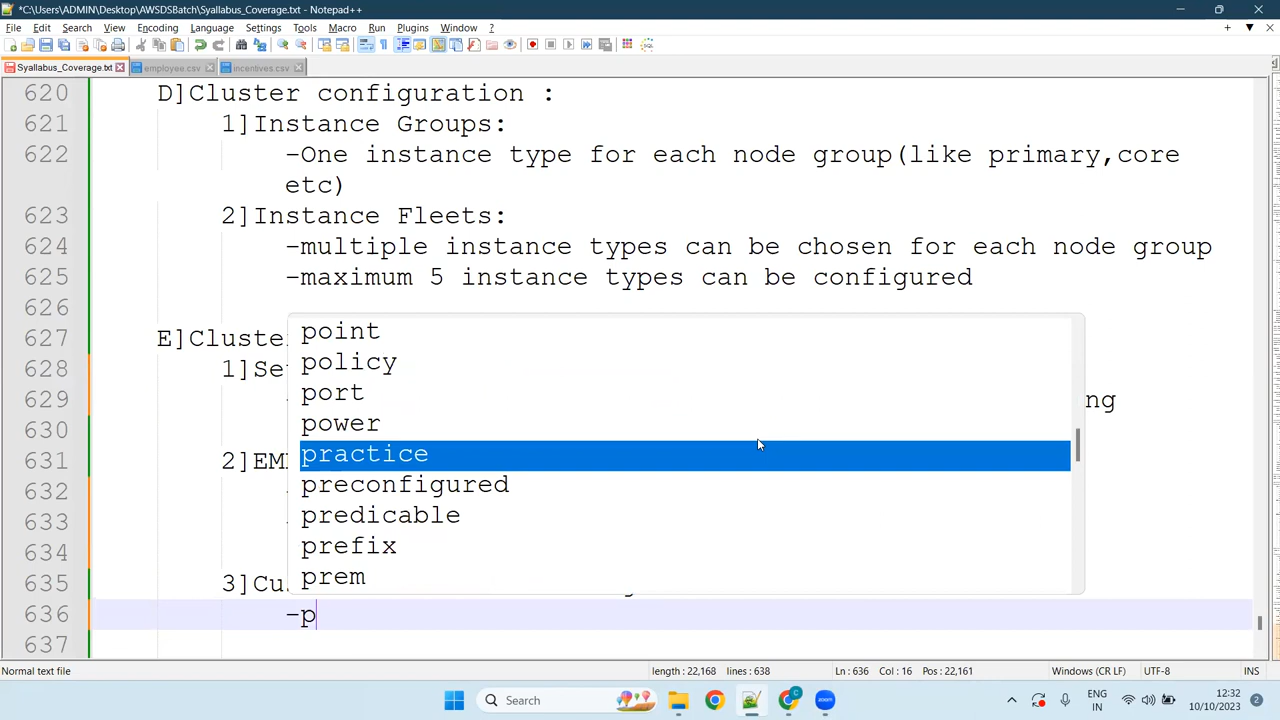 *C:\Users\ADMIN\Desktop\AWSDSBatch\Syallabus_Coverage.txt - Notepad++
File Edit Search View Encoding Language Settings Tools Macro Run Plugins Window ?
Syallabus_Coverage.txt employee.csv incentives.csv
620 D]Cluster configuration :
621 1]Instance Groups:
622 -One instance type for each node group(like primary,core
etc)
623 2]Instance Fleets:
624 -multiple instance types can be chosen for each node group
625 -maximum 5 instance types can be configured
626
627 E]Cluster
628 1]Se
629 ng
630
631 2]EM
632
633
634
635 3]Cu
636 -p
637
point
policy
port
power
practice
preconfigured
predicable
prefix
prem
Normal text file length : 22,168 lines : 638 Ln : 636 Col : 16 Pos : 22,161 Windows (CR LF) UTF-8 INS
Search ENG 12:32
IN 10/10/2023 2